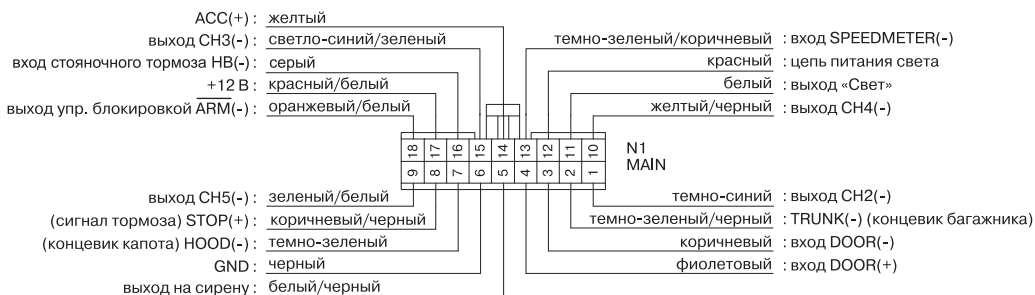 ACC(+) : желтый
выход CH3(-) : светло-синий/зеленый
вход стояночного тормоза HB(-) : серый
+12 В : красный/белый
выход упр. блокировкой ARM(-) : оранжевый/белый
темно-зеленый/коричневый : вход SPEEDMETER(-)
красный : цепь питания света
белый : выход «Свет»
желтый/черный : выход CH4(-)
18 17 16 15 14 13 12 11 10
9 8 7 6 5 4 3 2 1
N1
MAIN
выход CH5(-) : зеленый/белый
(сигнал тормоза) STOP(+) : коричневый/черный
(концевик капота) HOOD(-) : темно-зеленый
GND : черный
выход на сирену : белый/черный
темно-синий : выход CH2(-)
темно-зеленый/черный : TRUNK(-) (концевик багажника)
коричневый : вход DOOR(-)
фиолетовый : вход DOOR(+)